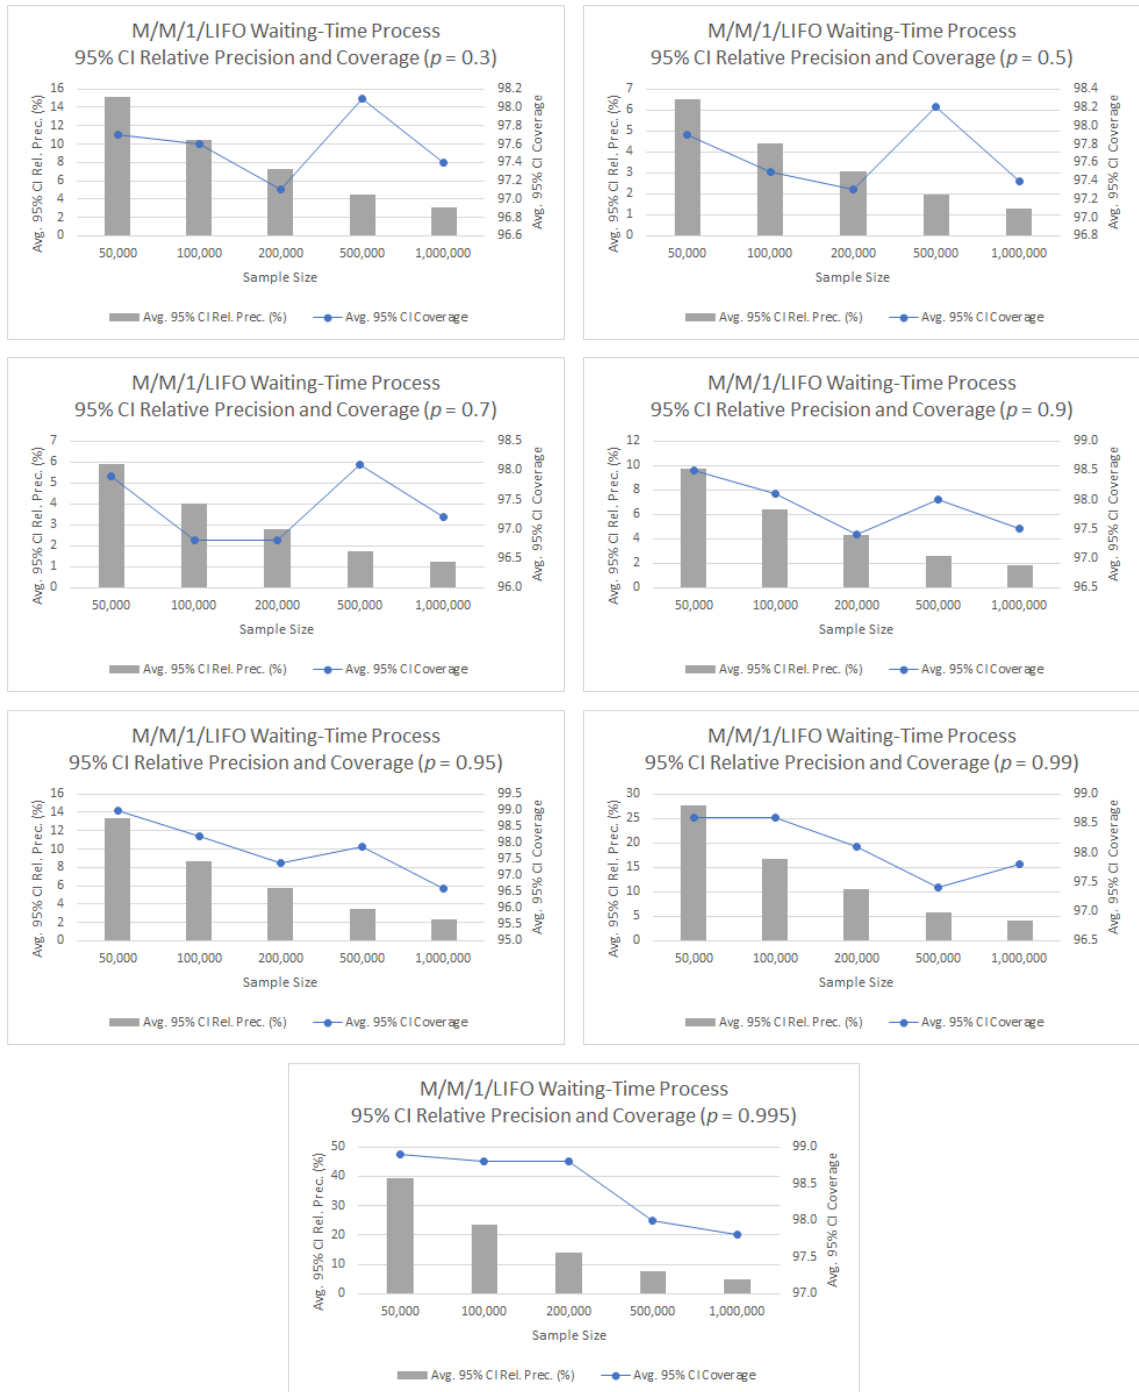 M/M/1/LIFO Waiting-Time Process
95% CI Relative Precision and Coverage (p = 0.3)
Avg. 95% CI Rel. Prec. (%)
16
14
12
10
8
6
4
2
0
98.2
98.0
97.8
97.6
97.4
97.2
97.0
96.8
96.6
Avg. 95% CI Coverage
50,000 100,000 200,000 500,000 1,000,000
Sample Size
Avg. 95% CI Rel. Prec. (%) Avg. 95% CI Coverage
M/M/1/LIFO Waiting-Time Process
95% CI Relative Precision and Coverage (p = 0.5)
Avg. 95% CI Rel. Prec. (%)
7
6
5
4
3
2
1
0
98.4
98.2
98.0
97.8
97.6
97.4
97.2
97.0
96.8
Avg. 95% CI Coverage
50,000 100,000 200,000 500,000 1,000,000
Sample Size
Avg. 95% CI Rel. Prec. (%) Avg. 95% CI Coverage
M/M/1/LIFO Waiting-Time Process
95% CI Relative Precision and Coverage (p = 0.7)
Avg. 95% CI Rel. Prec. (%)
7
6
5
4
3
2
1
0
98.5
98.0
97.5
97.0
96.5
96.0
Avg. 95% CI Coverage
50,000 100,000 200,000 500,000 1,000,000
Sample Size
Avg. 95% CI Rel. Prec. (%) Avg. 95% CI Coverage
M/M/1/LIFO Waiting-Time Process
95% CI Relative Precision and Coverage (p = 0.9)
Avg. 95% CI Rel. Prec. (%)
12
10
8
6
4
2
0
99.0
98.5
98.0
97.5
97.0
96.5
Avg. 95% CI Coverage
50,000 100,000 200,000 500,000 1,000,000
Sample Size
Avg. 95% CI Rel. Prec. (%) Avg. 95% CI Coverage
M/M/1/LIFO Waiting-Time Process
95% CI Relative Precision and Coverage (p = 0.95)
Avg. 95% CI Rel. Prec. (%)
16
14
12
10
8
6
4
2
0
99.5
99.0
98.5
98.0
97.5
96.6
96.0
95.5
95.0
Avg. 95% CI Coverage
50,000 100,000 200,000 500,000 1,000,000
Sample Size
Avg. 95% CI Rel. Prec. (%) Avg. 95% CI Coverage
M/M/1/LIFO Waiting-Time Process
95% CI Relative Precision and Coverage (p = 0.99)
Avg. 95% CI Rel. Prec. (%)
30
25
20
15
10
5
0
99.0
98.5
98.0
97.5
97.0
96.5
Avg. 95% CI Coverage
50,000 100,000 200,000 500,000 1,000,000
Sample Size
Avg. 95% CI Rel. Prec. (%) Avg. 95% CI Coverage
M/M/1/LIFO Waiting-Time Process
95% CI Relative Precision and Coverage (p = 0.995)
Avg. 95% CI Rel. Prec. (%)
50
40
30
20
10
0
99.0
98.5
98.0
97.5
97.0
Avg. 95% CI Coverage
50,000 100,000 200,000 500,000 1,000,000
Sample Size
Avg. 95% CI Rel. Prec. (%) Avg. 95% CI Coverage